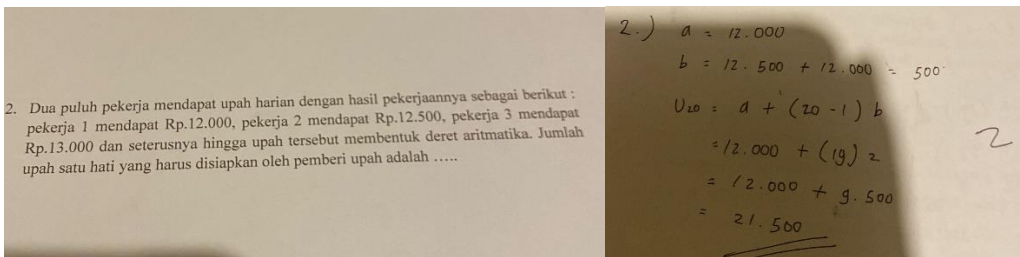 2. Dua puluh pekerja mendapat upah harian dengan hasil pekerjaannya sebagai berikut :
pekerja 1 mendapat Rp.12.000, pekerja 2 mendapat Rp.12.500, pekerja 3 mendapat
Rp.13.000 dan seterusnya hingga upah tersebut membentuk deret aritmatika. Jumlah
upah satu hati yang harus disiapkan oleh pemberi upah adalah .....
2.) a = 12.000
b = 12.500 + 12.000 = 500
U20 = a + (20-1) b
= 12.000 + (19) 2
= 12.000 + 9.500
= 21.500
2